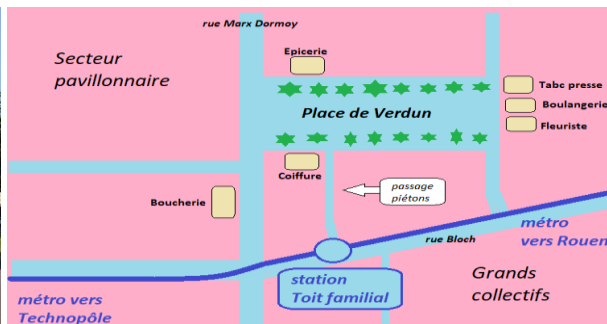 rue Marx Dormoy
Secteur
pavillonnaire
Epicerie
Tabc presse
Boulangerie
Fleuriste
Place de Verdun
Coiffure
passage
piétons
Boucherie
rue Bloch
métro
vers Rouen
station
Toit familial
Grands
collectifs
métro vers
Technopôle